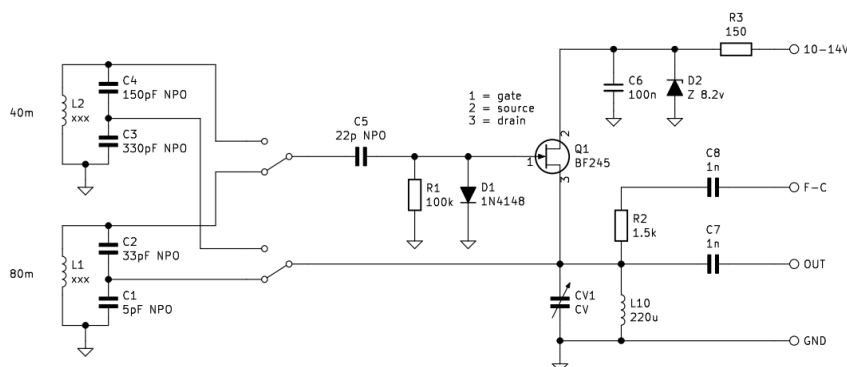 R3
150
10-14V
C4
150pF NPO
L2
xxx
40m
C3
330pF NPO
C5
22p NPO
1 = gate
2 = source
3 = drain
C6
100n
D2
Z 8.2v
2
1
Q1
BF245
3
R1
100k
D1
1N4148
C8
1n
F-C
R2
1.5k
C7
1n
C2
33pF NPO
L1
xxx
80m
C1
5pF NPO
OUT
CV1
CV
L10
220u
GND